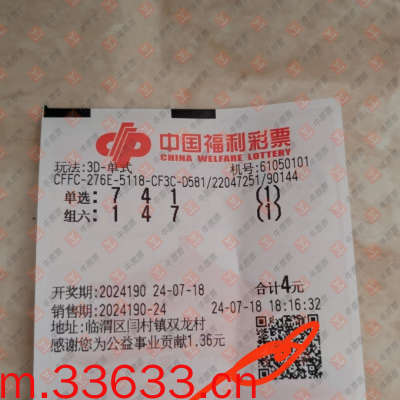 中国福利彩票
CHINA WELFARE LOTTERY
玩法:3D-单式 机号:61050101
CFFC-276E-5118-CF3C-D581/22047251/90144
单选: 7 4 1 (1)
组六: 1 4 7 (1)
开奖期:2024190 24-07-18 合计4元
销售期:2024190-24 24-07-18 18:16:32
地址:临渭区闫村镇双龙村
感谢您为公益事业贡献1.36元
m.33633.cn